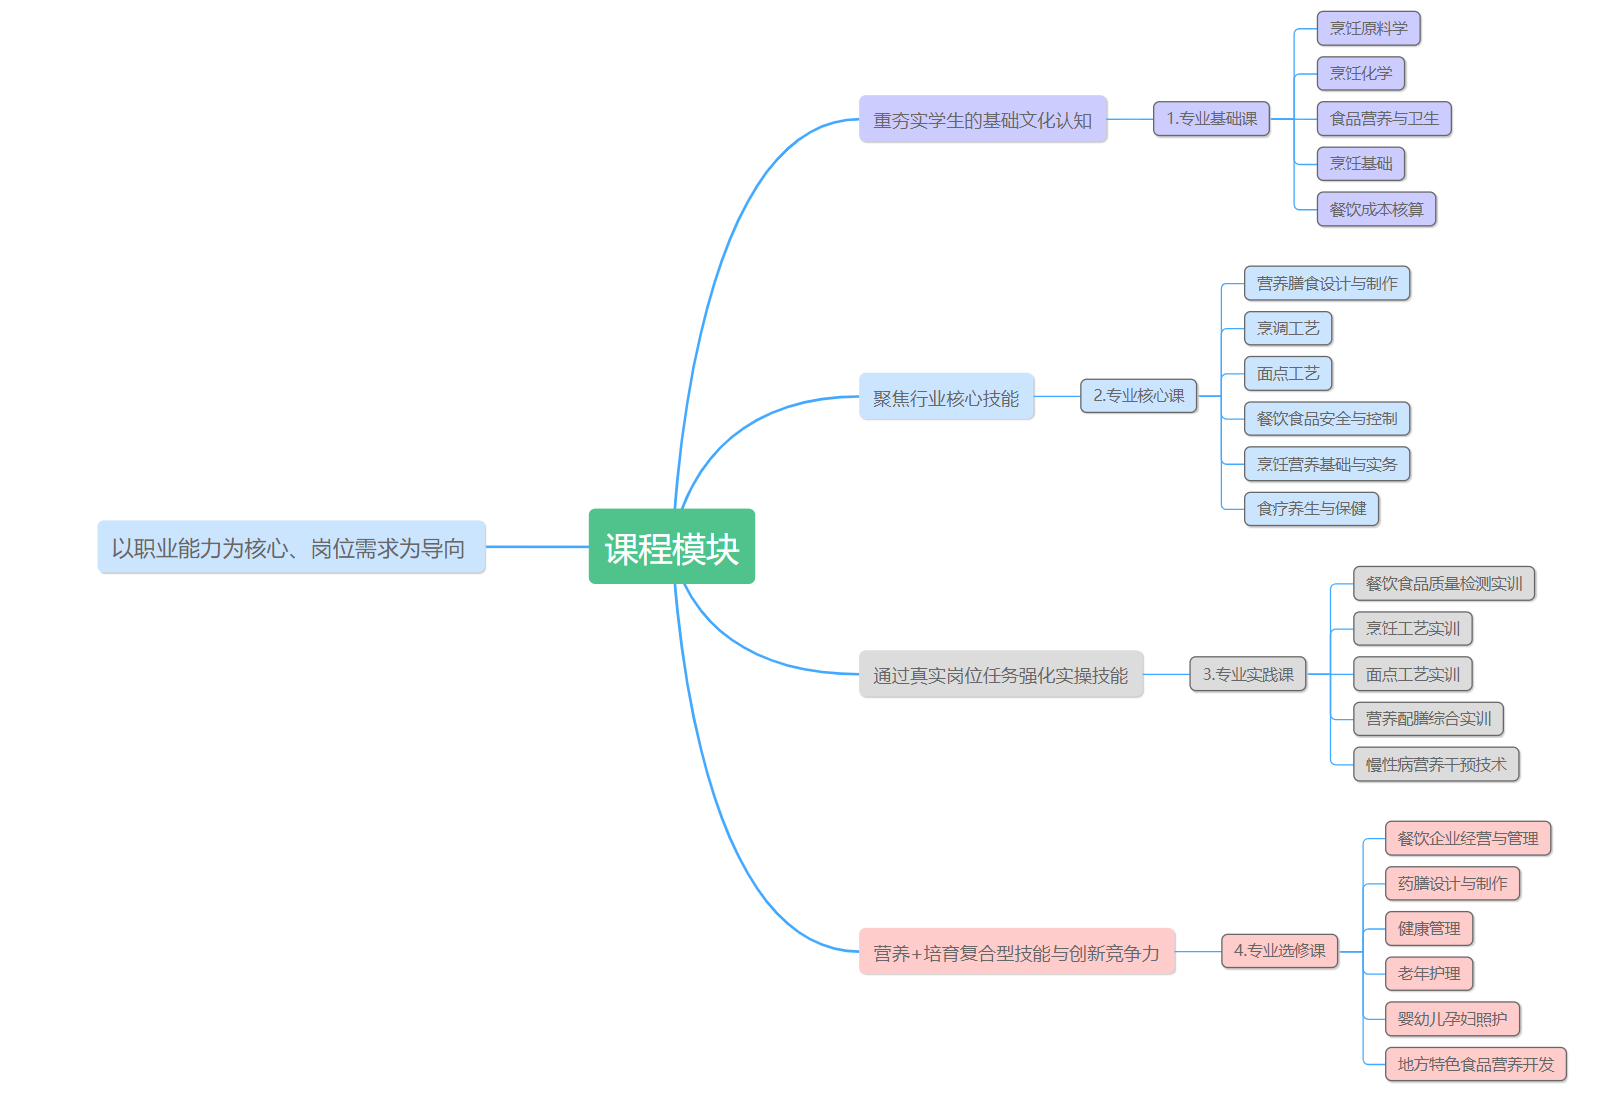 以职业能力为核心、岗位需求为导向
课程模块
重夯实学生的基础文化认知
1.专业基础课
烹饪原料学
烹饪化学
食品营养与卫生
烹饪基础
餐饮成本核算
聚焦行业核心技能
2.专业核心课
营养膳食设计与制作
烹调工艺
面点工艺
餐饮食品安全与控制
烹饪营养基础与实务
食疗养生与保健
通过真实岗位任务强化实操技能
3.专业实践课
餐饮食品质量检测实训
烹饪工艺实训
面点工艺实训
营养配膳综合实训
慢性病营养干预技术
营养+培育复合型技能与创新竞争力
4.专业选修课
餐饮企业经营与管理
药膳设计与制作
健康管理
老年护理
婴幼儿孕妇照护
地方特色食品营养开发